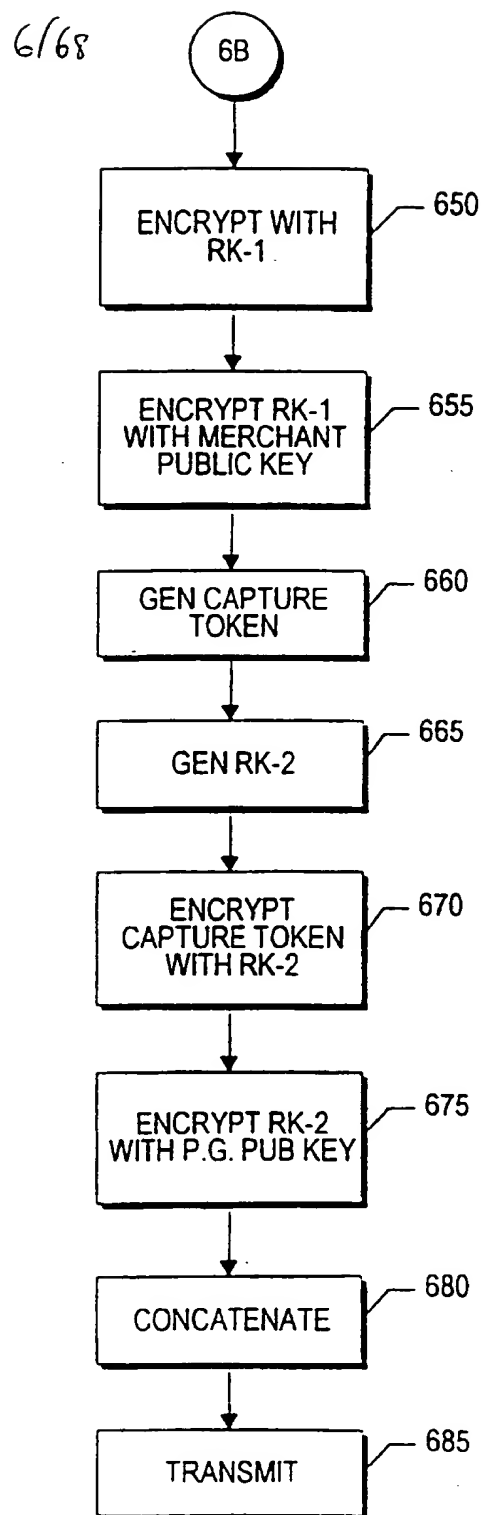 6/68
6B
ENCRYPT WITH
RK-1
650
ENCRYPT RK-1
WITH MERCHANT
PUBLIC KEY
655
GEN CAPTURE
TOKEN
660
GEN RK-2
665
ENCRYPT
CAPTURE TOKEN
WITH RK-2
670
ENCRYPT RK-2
WITH P.G. PUB KEY
675
CONCATENATE
680
TRANSMIT
685